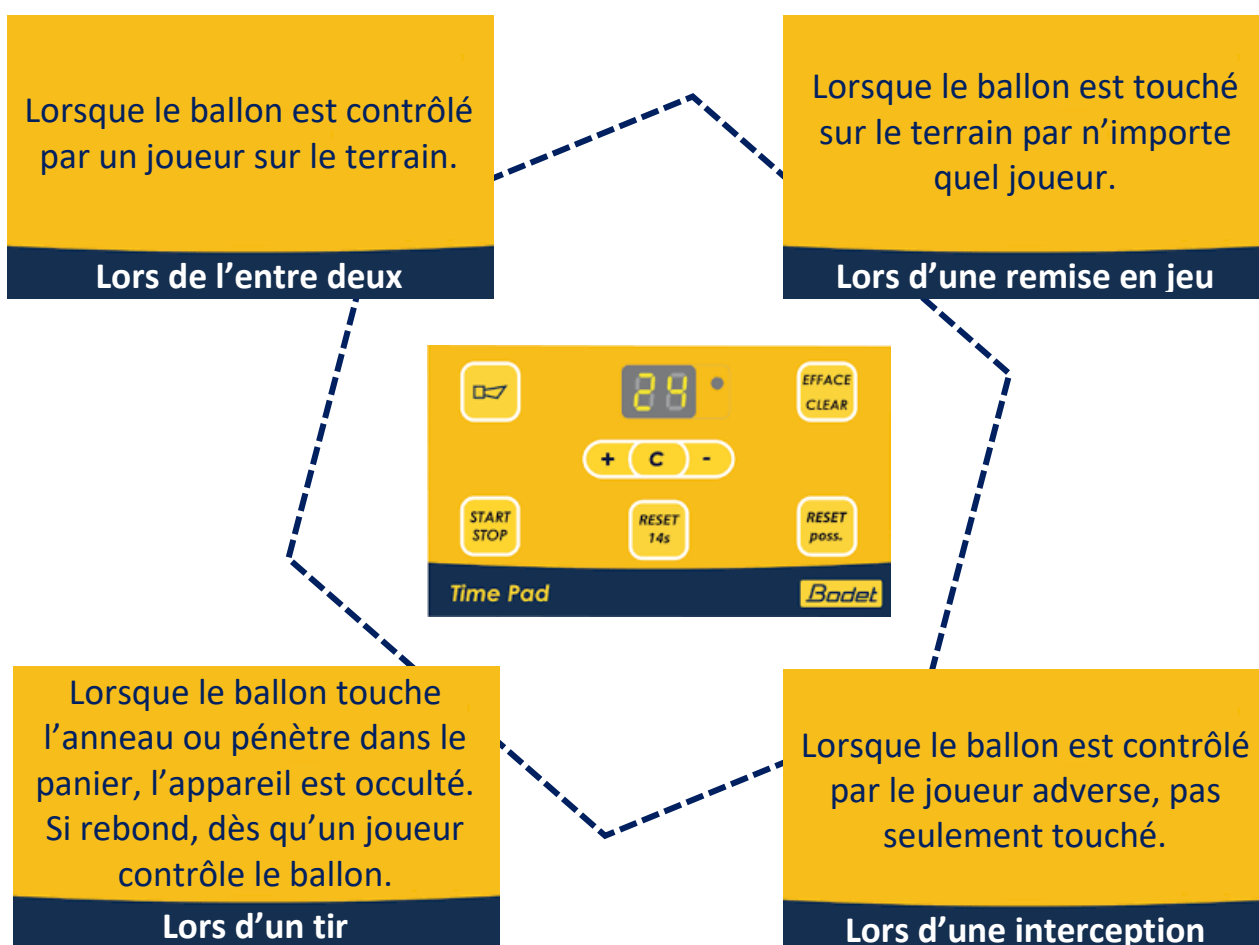 Lorsque le ballon est contrôlé
par un joueur sur le terrain.
Lors de l’entre deux
Lorsque le ballon est touché
sur le terrain par n’importe
quel joueur.
Lors d’une remise en jeu
24
EFFACE
CLEAR
+ C -
START
STOP
RESET
14s
RESET
poss.
Time Pad
Bodet
Lorsque le ballon touche
l’anneau ou pénètre dans le
panier, l’appareil est occulté.
Si rebond, dès qu’un joueur
contrôle le ballon.
Lors d’un tir
Lorsque le ballon est contrôlé
par le joueur adverse, pas
seulement touché.
Lors d’une interception